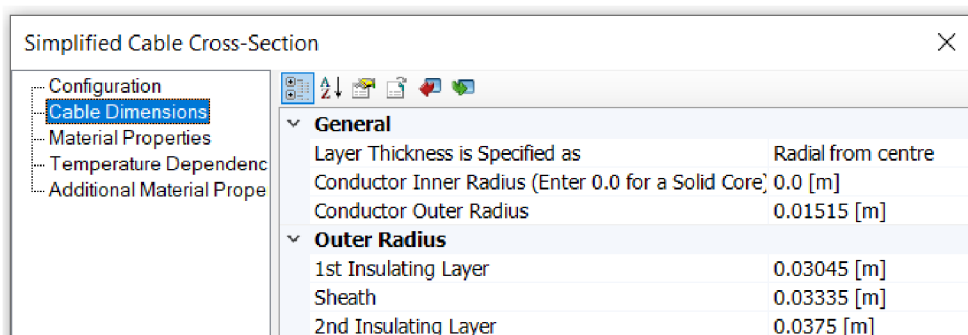 Simplified Cable Cross-Section
Configuration
Cable Dimensions
Material Properties
Temperature Dependenc
Additional Material Prope
General
Layer Thickness is Specified as Radial from centre
Conductor Inner Radius (Enter 0.0 for a Solid Core) 0.0 [m]
Conductor Outer Radius 0.01515 [m]
Outer Radius
1st Insulating Layer 0.03045 [m]
Sheath 0.03335 [m]
2nd Insulating Layer 0.0375 [m]